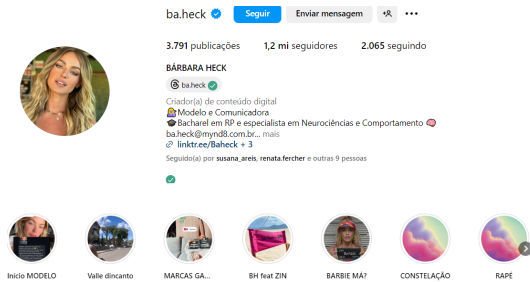 ba.heck Seguir Enviar mensagem
3.791 publicações 1,2 mi seguidores 2.065 seguindo
BÁRBARA HECK
ba.heck
Criador(a) de conteúdo digital
Modelo e Comunicadora
Bacharel em RP e especialista em Neurociências e Comportamento
ba.heck@mynd8.com.br... mais
linktr.ee/Baheck + 3
Seguido(a) por susana_areis, renata.fercher e outras 9 pessoas
Início MODELO Valle dincanto MARCAS GA... BH feat ZIN BARBIE MÁ? CONSTELAÇÃO RAPÉ